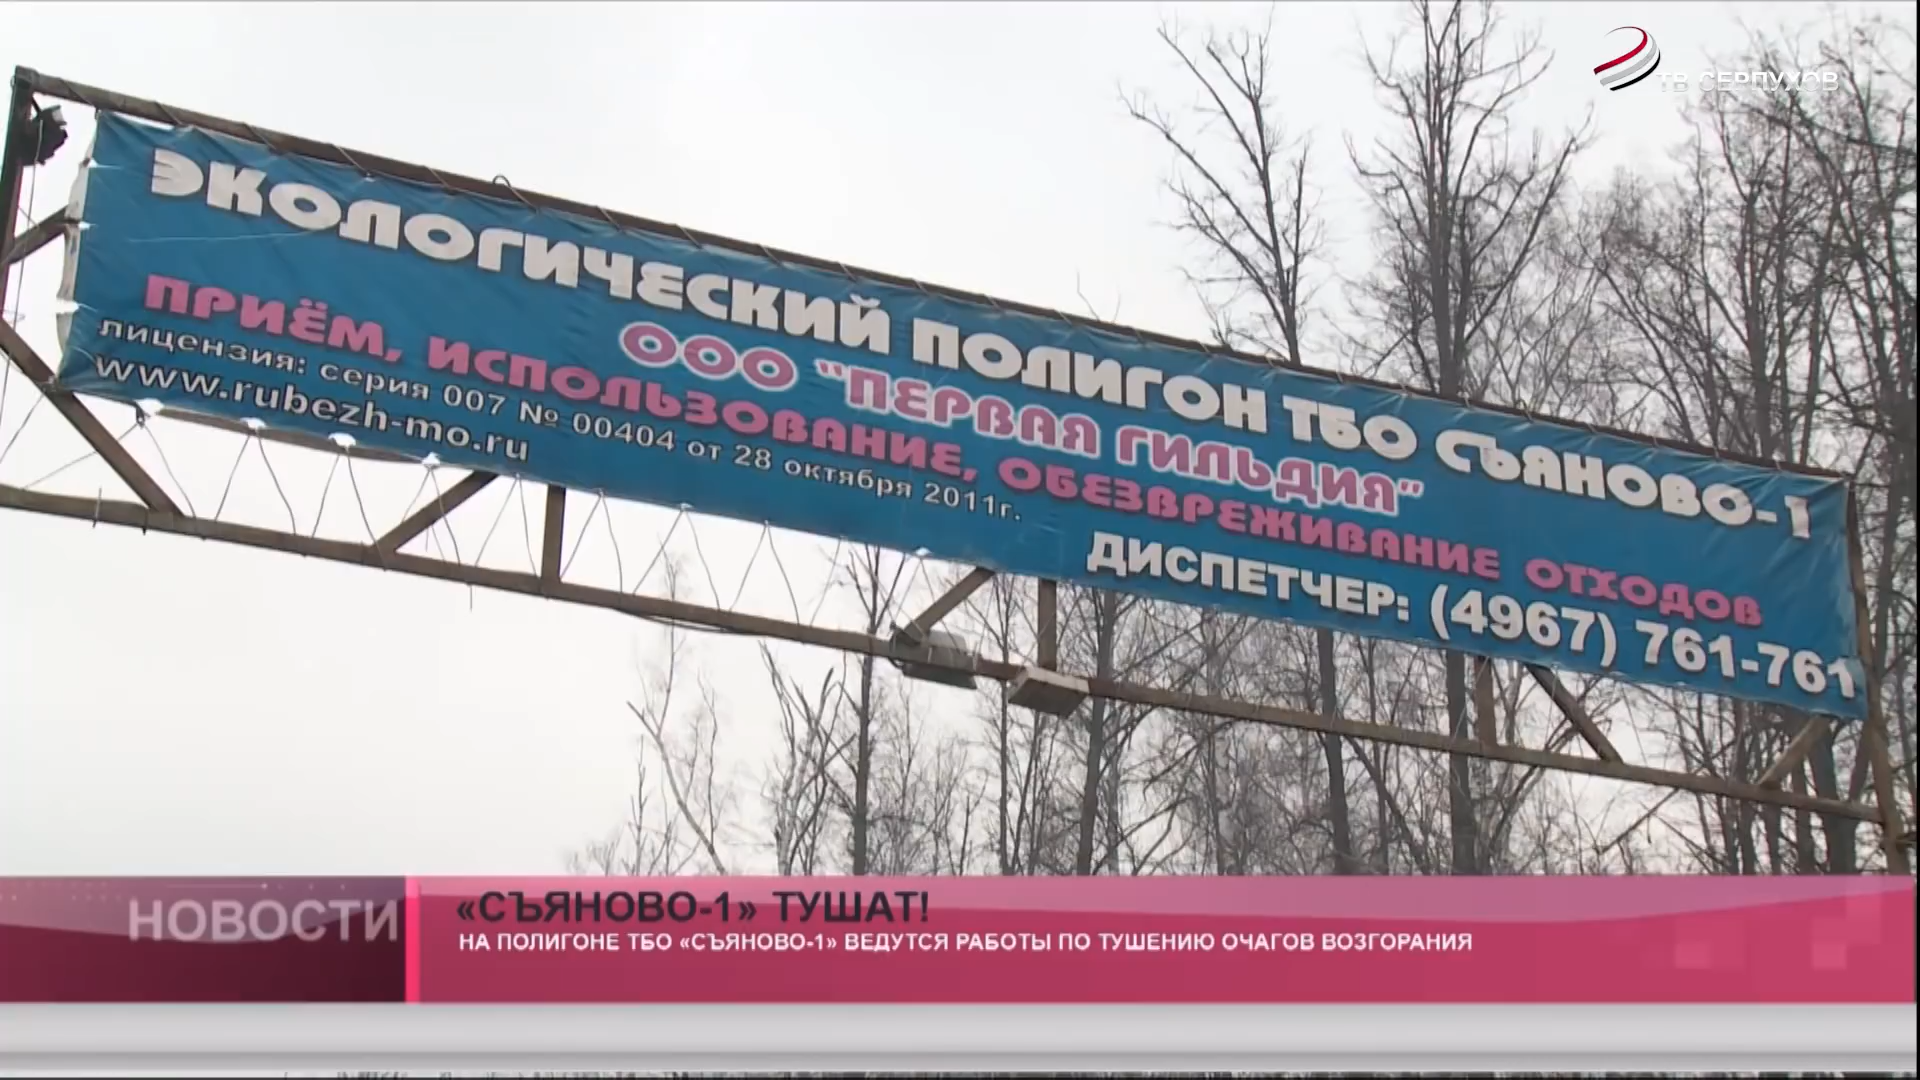 ТВ СЕРПУХОВ
ЭКОЛОГИЧЕСКИЙ ПОЛИГОН ТБО СЪЯНОВО-1
ООО "ПЕРВАЯ ГИЛЬДИЯ"
ПРИЁМ, ИСПОЛЬЗОВАНИЕ, ОБЕЗВРЕЖИВАНИЕ ОТХОДОВ
лицензия: серия 007 № 00404 от 28 октября 2011г.
www.rubezh-mo.ru
ДИСПЕТЧЕР: (4967) 761-761
НОВОСТИ
«СЪЯНОВО-1» ТУШАТ!
НА ПОЛИГОНЕ ТБО «СЪЯНОВО-1» ВЕДУТСЯ РАБОТЫ ПО ТУШЕНИЮ ОЧАГОВ ВОЗГОРАНИЯ